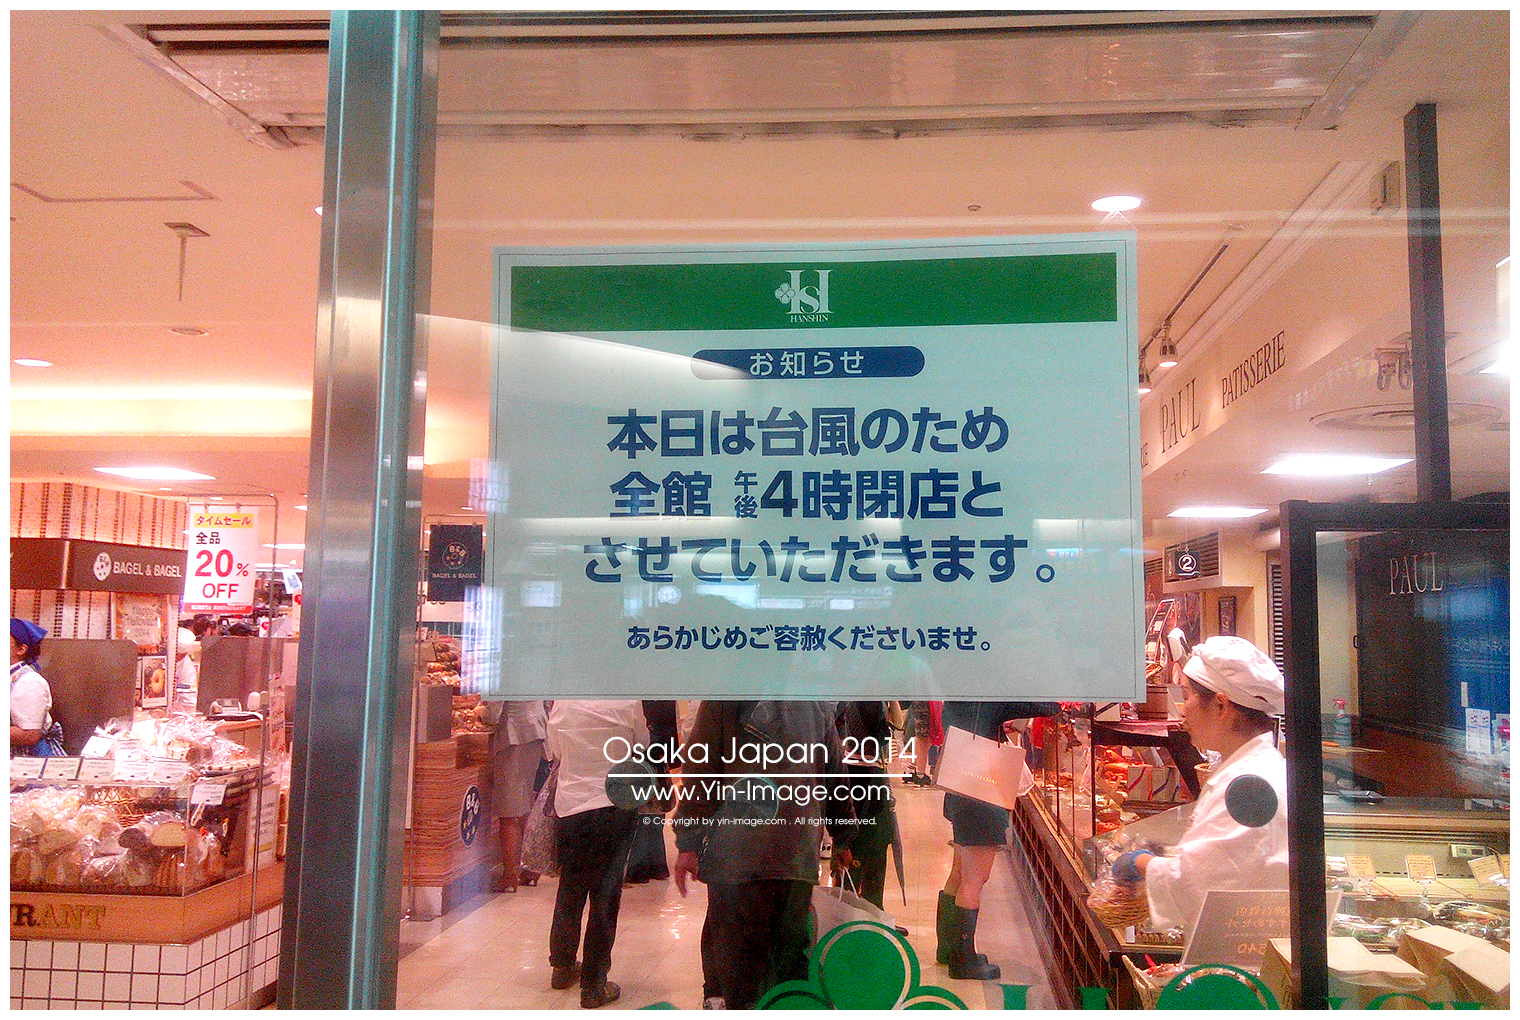 HSI
HANSHIN
お知らせ
本日は台風のため
全館 午後4時閉店と
させていただきます。
あらかじめご容赦くださいませ。
PAUL PATISSERIE
タイムセール
全品
20%
OFF
BAGEL & BAGEL
B&B
BAGEL & BAGEL
②
PAUL
Osaka Japan 2014
www.Yin-Image.com
© Copyright by yin-image.com . All rights reserved.
RANT